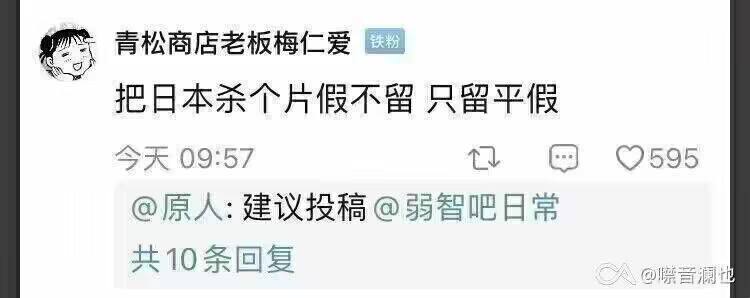 青松商店老板梅仁爱 铁粉
把日本杀个片假不留 只留平假
今天 09:57 595
@原人: 建议投稿@弱智吧日常
共10条回复
@噤音澜也